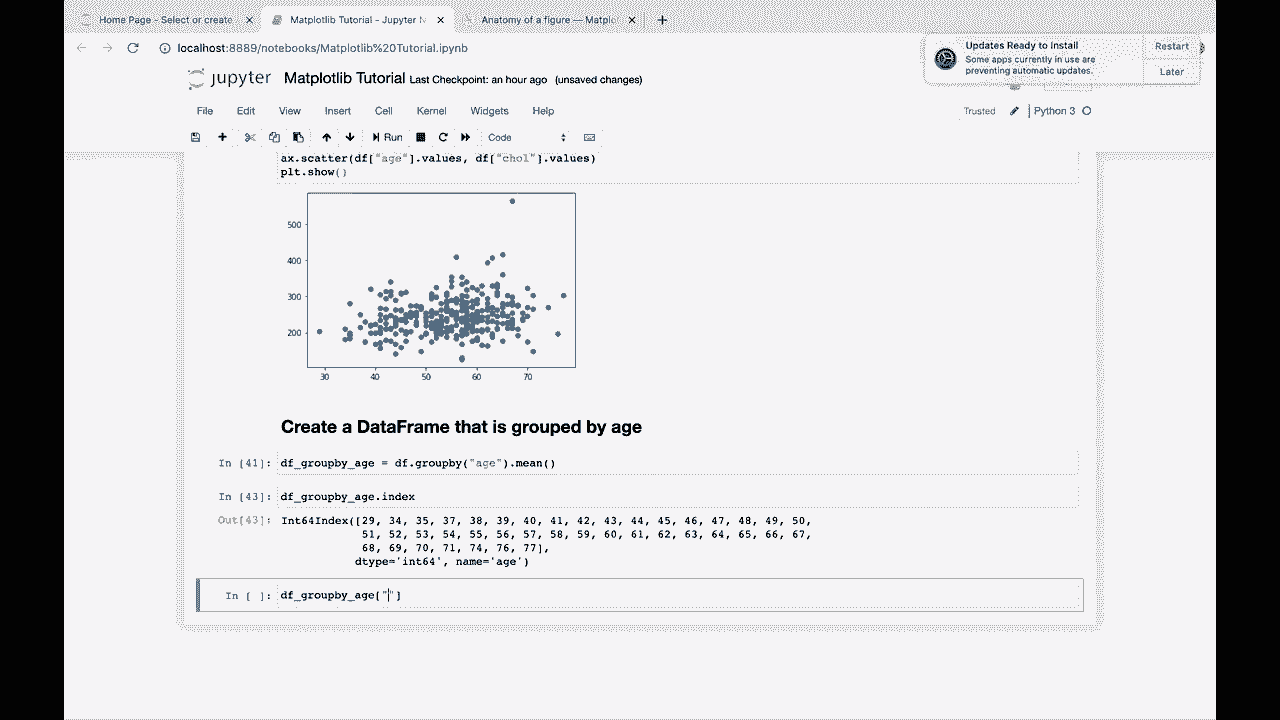 Home Page - Select or create
Matplotlib Tutorial - Jupyter N
Anatomy of a figure — Matplot
localhost:8889/notebooks/Matplotlib%20Tutorial.ipynb
Updates Ready to Install
Some apps currently in use are
preventing automatic updates.
Restart
Later
jupyter Matplotlib Tutorial Last Checkpoint: an hour ago (unsaved changes)
File Edit View Insert Cell Kernel Widgets Help
Trusted Python 3
Run Code
ax.scatter(df["age"].values, df["chol"].values)
plt.show()
500
400
300
200
30 40 50 60 70
Create a DataFrame that is grouped by age
In [41]: df_groupby_age = df.groupby("age").mean()
In [43]: df_groupby_age.index
Out[43]: Int64Index([29, 34, 35, 37, 38, 39, 40, 41, 42, 43, 44, 45, 46, 47, 48, 49, 50,
51, 52, 53, 54, 55, 56, 57, 58, 59, 60, 61, 62, 63, 64, 65, 66, 67,
68, 69, 70, 71, 74, 76, 77],
dtype='int64', name='age')
In [ ]: df_groupby_age[""]